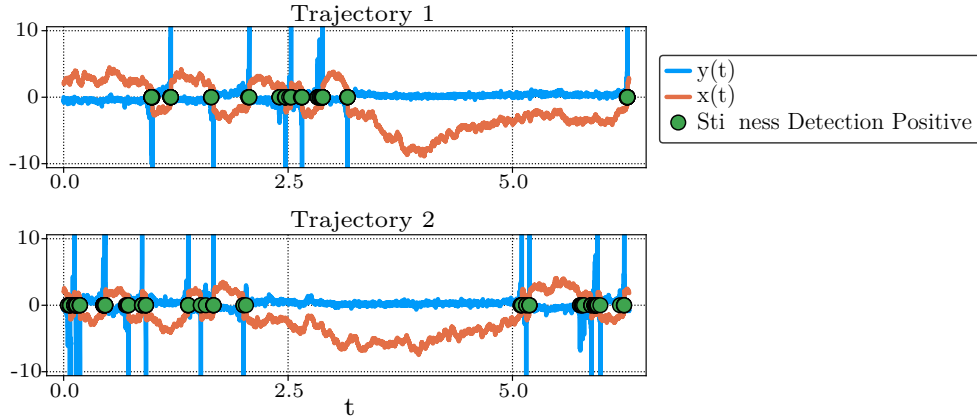 Trajectory 1
10
0
-10
0.0 2.5 5.0
y(t)
x(t)
Sti ness Detection Positive
Trajectory 2
10
0
-10
0.0 2.5 5.0
t